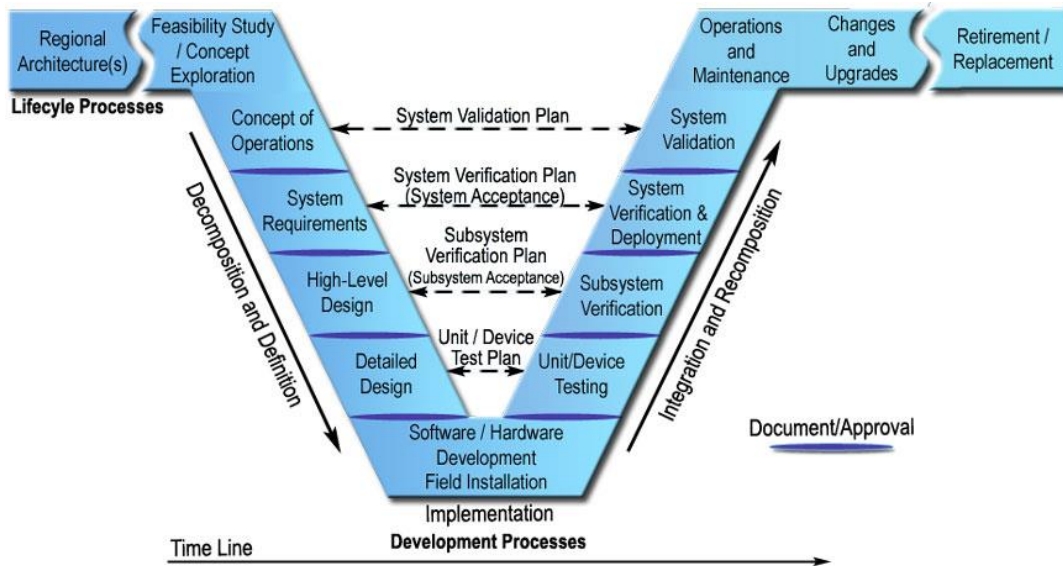 Regional
Architecture(s)
Feasibility Study
/ Concept
Exploration
Operations
and
Maintenance
Changes
and
Upgrades
Retirement /
Replacement
Lifecyle Processes
Concept of
Operations
System Validation Plan
System
Validation
System
Requirements
System Verification Plan
(System Acceptance)
System
Verification &
Deployment
High-Level
Design
Subsystem
Verification Plan
(Subsystem Acceptance)
Subsystem
Verification
Detailed
Design
Unit / Device
Test Plan
Unit/Device
Testing
Decomposition and Definition
Integration and Recomposition
Software / Hardware
Development
Field Installation
Document/Approval
Implementation
Development Processes
Time Line